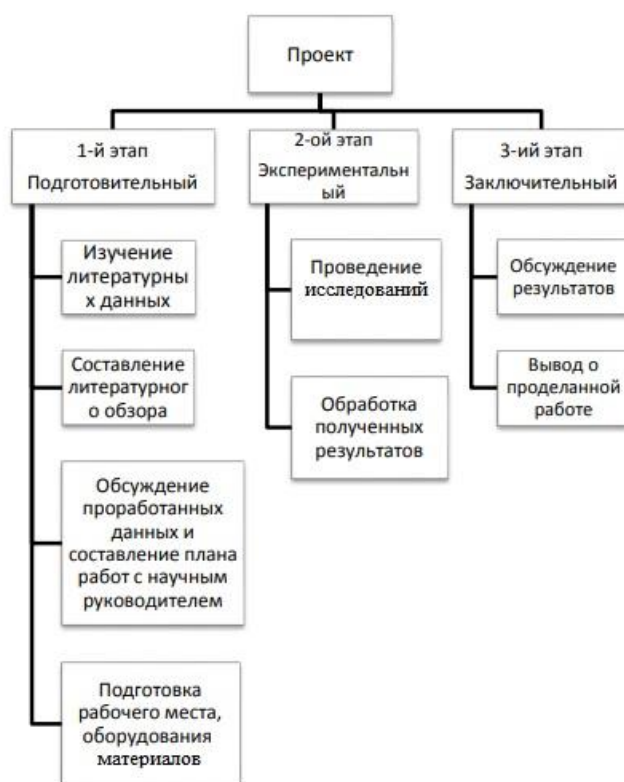 Проект
1-й этап
Подготовительный
Изучение
литературны
х данных
Составление
литературног
о обзора
Обсуждение
проработанных
данных и
составление плана
работ с научным
руководителем
Подготовка
рабочего места,
оборудования
материалов
2-ой этап
Экспериментальн
ый
Проведение
исследований
Обработка
полученных
результатов
3-ий этап
Заключительный
Обсуждение
результатов
Вывод о
проделанной
работе